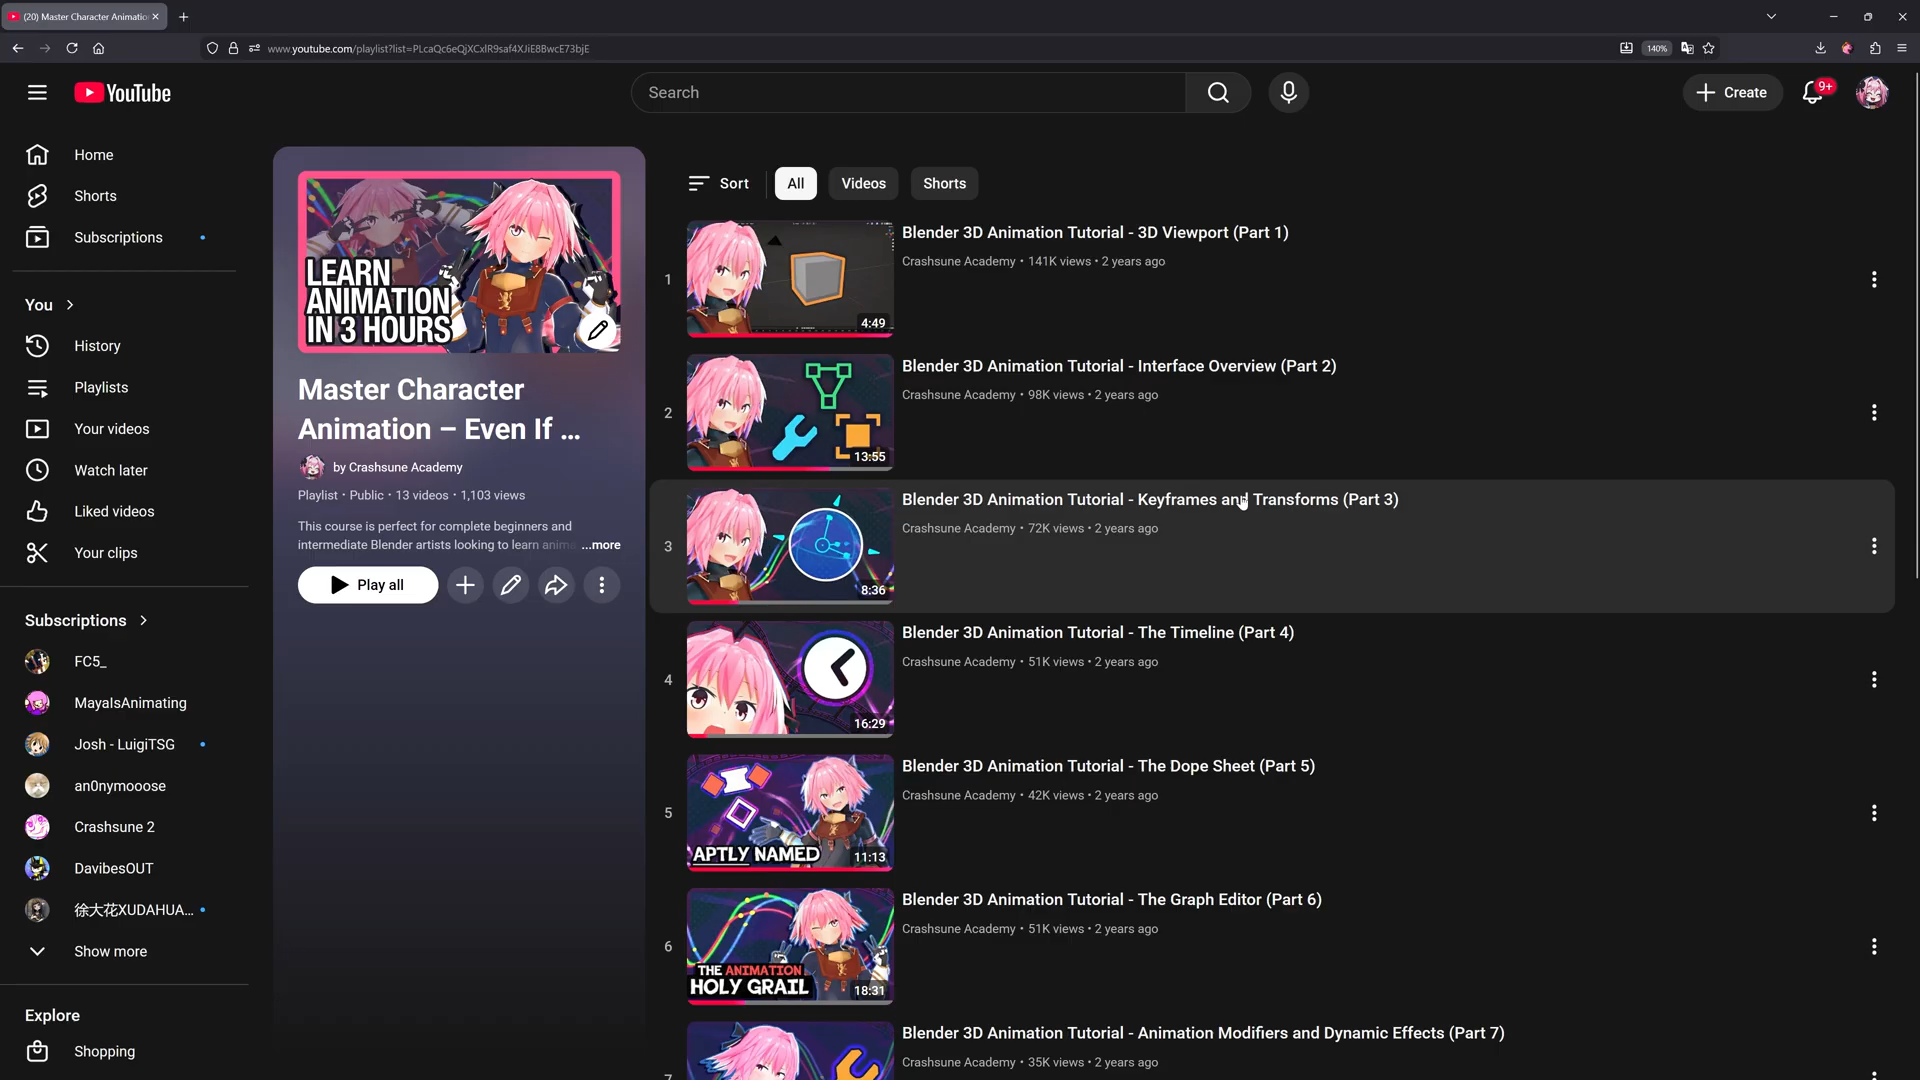 (20) Master Character Animatio
www.youtube.com/playlist?list=PLcaQc6eQjXCxlR9saf4XJiE8BwcE73bjE
140%
YouTube
Search
Create
9+
Home
Shorts
Subscriptions
You
History
Playlists
Your videos
Watch later
Liked videos
Your clips
Subscriptions
FC5_
MayaIsAnimating
Josh - LuigiTSG
an0nymooose
Crashsune 2
DavibesOUT
徐大花XUDAHUA...
Show more
Explore
Shopping
LEARN
ANIMATION
IN 3 HOURS
Master Character
Animation – Even If ...
by Crashsune Academy
Playlist • Public • 13 videos • 1,103 views
This course is perfect for complete beginners and
intermediate Blender artists looking to learn anima ...more
Play all
Sort
All
Videos
Shorts
1
4:49
Blender 3D Animation Tutorial - 3D Viewport (Part 1)
Crashsune Academy • 141K views • 2 years ago
2
13:55
Blender 3D Animation Tutorial - Interface Overview (Part 2)
Crashsune Academy • 98K views • 2 years ago
3
8:36
Blender 3D Animation Tutorial - Keyframes and Transforms (Part 3)
Crashsune Academy • 72K views • 2 years ago
4
16:29
Blender 3D Animation Tutorial - The Timeline (Part 4)
Crashsune Academy • 51K views • 2 years ago
5
APTLY NAMED
11:13
Blender 3D Animation Tutorial - The Dope Sheet (Part 5)
Crashsune Academy • 42K views • 2 years ago
6
THE ANIMATION
HOLY GRAIL
18:31
Blender 3D Animation Tutorial - The Graph Editor (Part 6)
Crashsune Academy • 51K views • 2 years ago
7
Blender 3D Animation Tutorial - Animation Modifiers and Dynamic Effects (Part 7)
Crashsune Academy • 35K views • 2 years ago